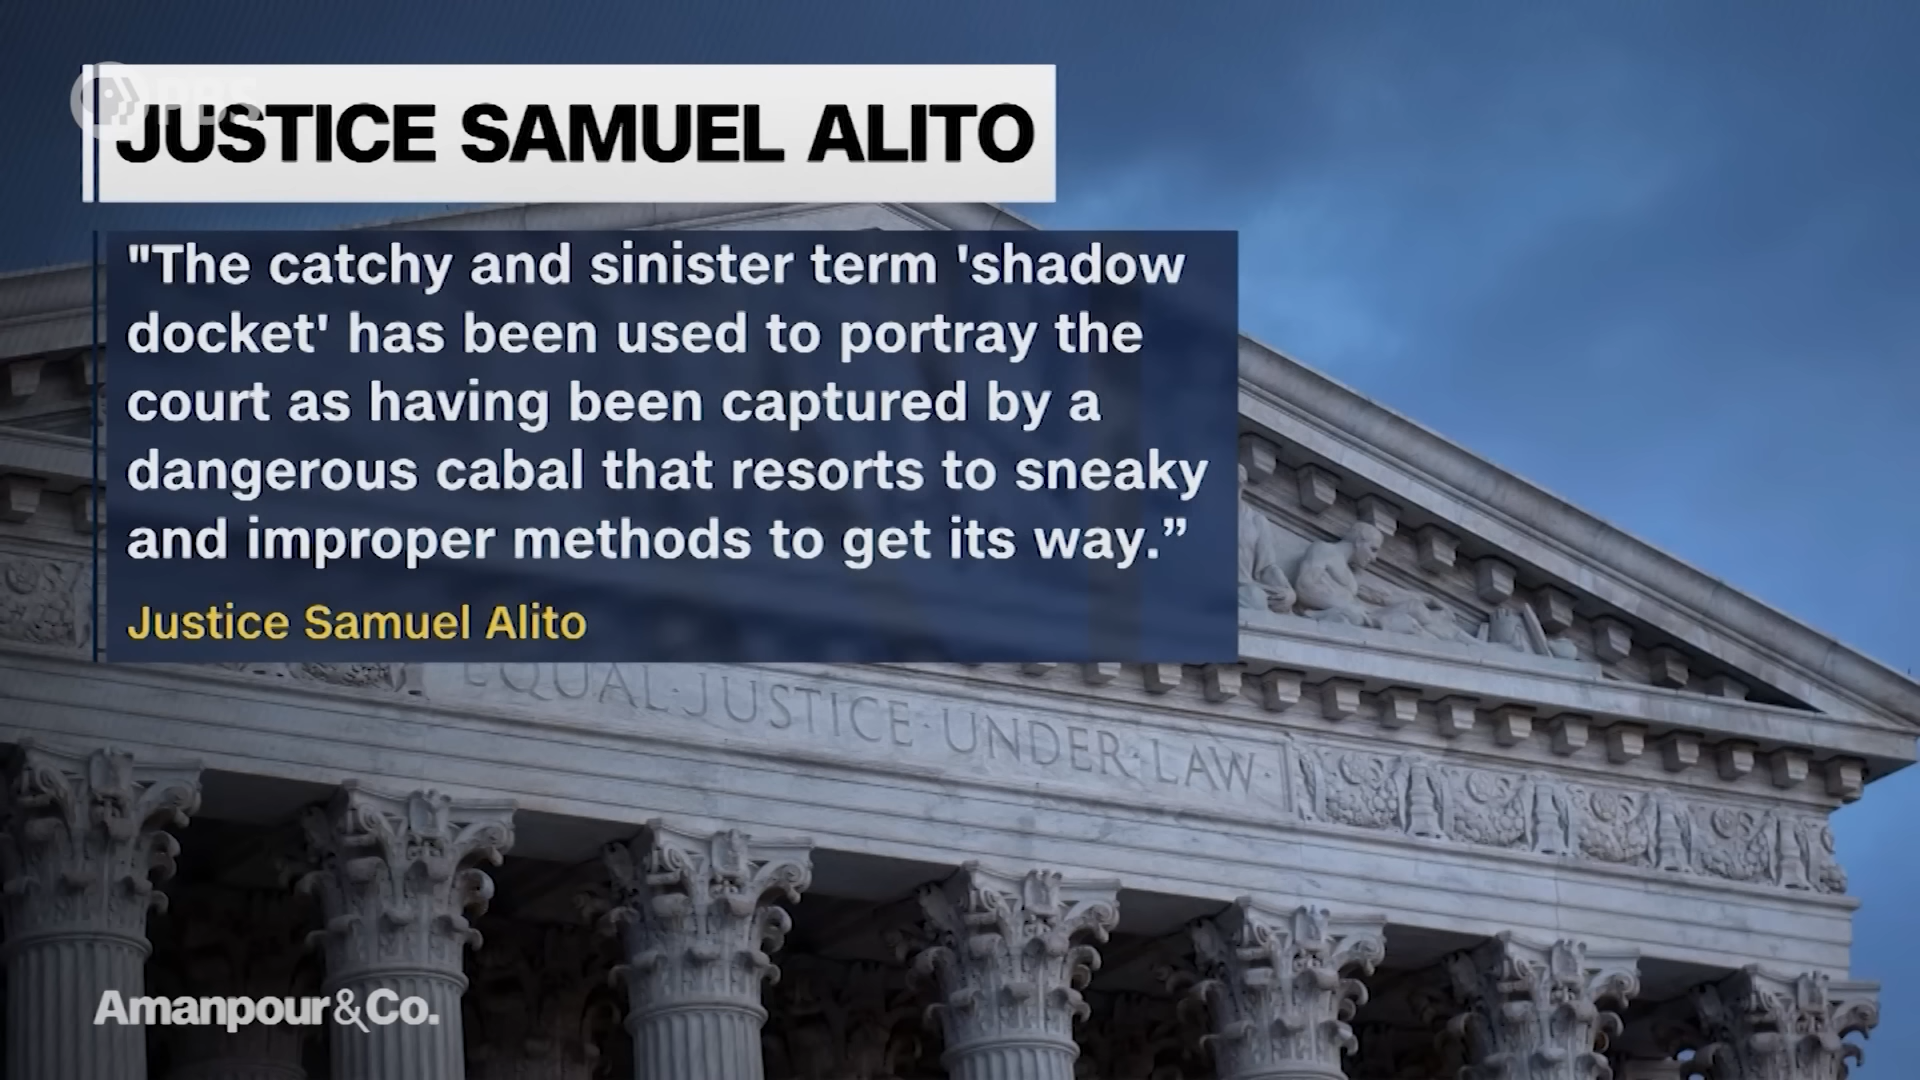 PBS
JUSTICE SAMUEL ALITO
"The catchy and sinister term 'shadow
docket' has been used to portray the
court as having been captured by a
dangerous cabal that resorts to sneaky
and improper methods to get its way.”
Justice Samuel Alito
EQUAL·JUSTICE·UNDER·LAW·
Amanpour&Co.